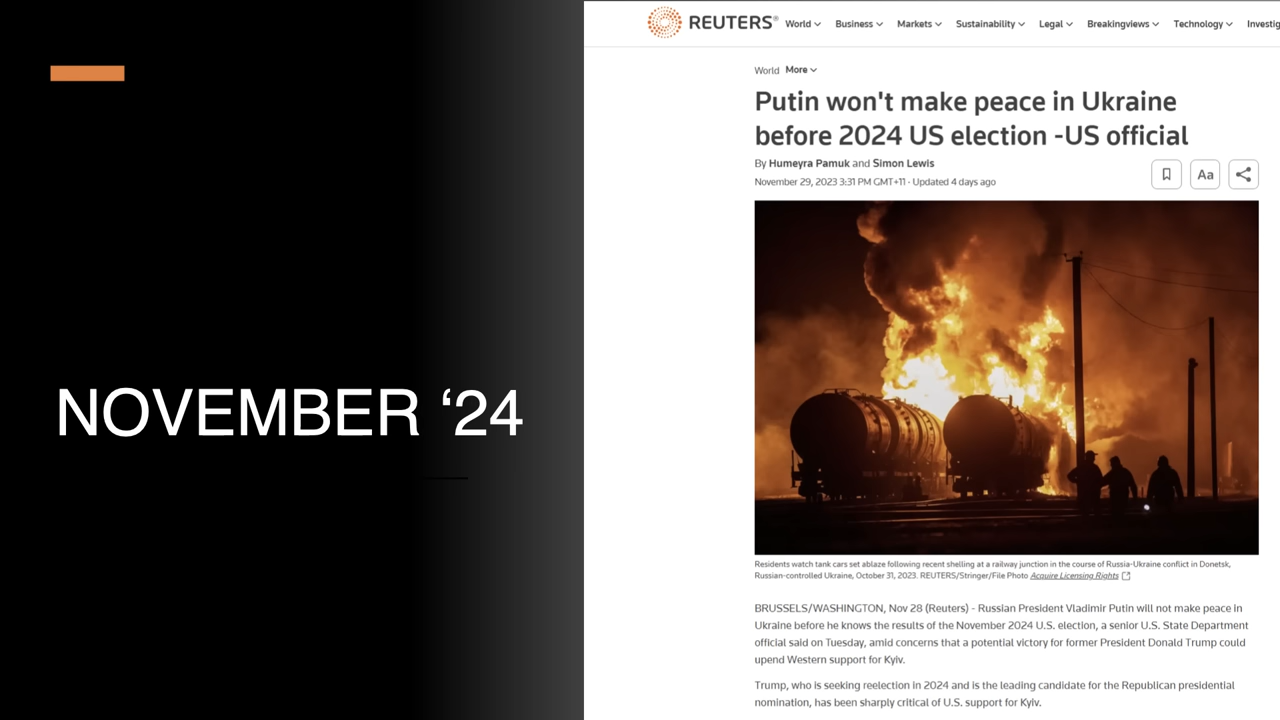 NOVEMBER ‘24
REUTERS®
World Business Markets Sustainability Legal Breakingviews Technology
World More
Putin won't make peace in Ukraine
before 2024 US election -US official
By Humeyra Pamuk and Simon Lewis
November 29, 2023 3:31 PM GMT+11 · Updated 4 days ago
Aa
Residents watch tank cars set ablaze following recent shelling at a railway junction in the course of Russia-Ukraine conflict in Donetsk,
Russian-controlled Ukraine, October 31, 2023. REUTERS/Stringer/File Photo Acquire Licensing Rights
BRUSSELS/WASHINGTON, Nov 28 (Reuters) - Russian President Vladimir Putin will not make peace in
Ukraine before he knows the results of the November 2024 U.S. election, a senior U.S. State Department
official said on Tuesday, amid concerns that a potential victory for former President Donald Trump could
upend Western support for Kyiv.
Trump, who is seeking reelection in 2024 and is the leading candidate for the Republican presidential
nomination, has been sharply critical of U.S. support for Kyiv.